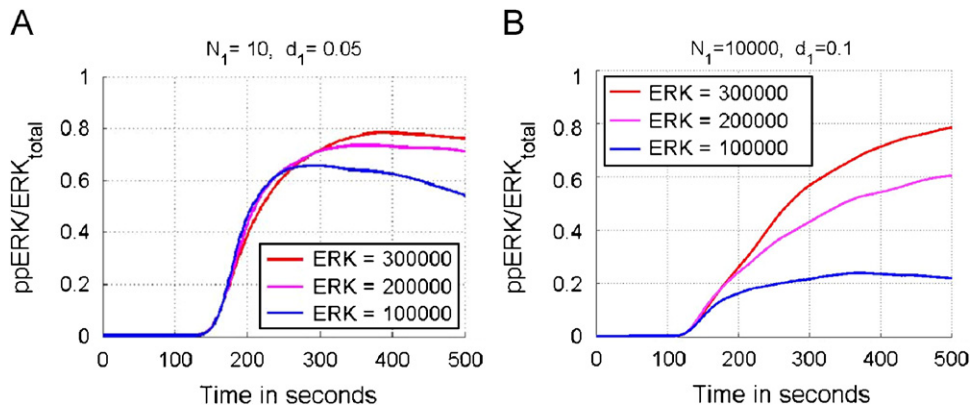 A
N₁= 10, d₁= 0.05
ppERK/ERK_total
1
0.8
0.6
0.4
0.2
0
ERK = 300000
ERK = 200000
ERK = 100000
0 100 200 300 400 500
Time in seconds
B
N₁=10000, d₁=0.1
ppERK/ERK_total
1
0.8
0.6
0.4
0.2
0
ERK = 300000
ERK = 200000
ERK = 100000
0 100 200 300 400 500
Time in seconds